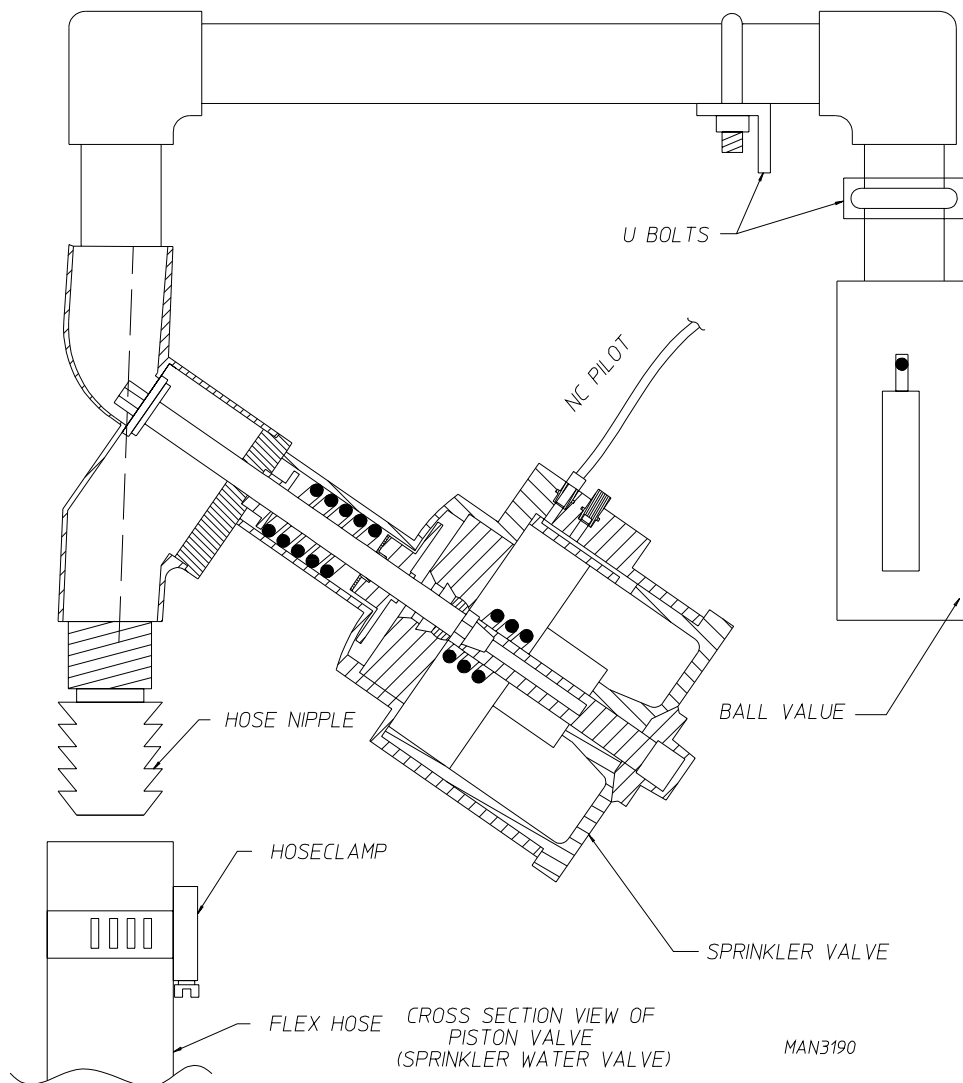 U BOLTS
NC PILOT
BALL VALUE
HOSE NIPPLE
HOSECLAMP
SPRINKLER VALVE
FLEX HOSE
CROSS SECTION VIEW OF
PISTON VALVE
(SPRINKLER WATER VALVE)
MAN3190